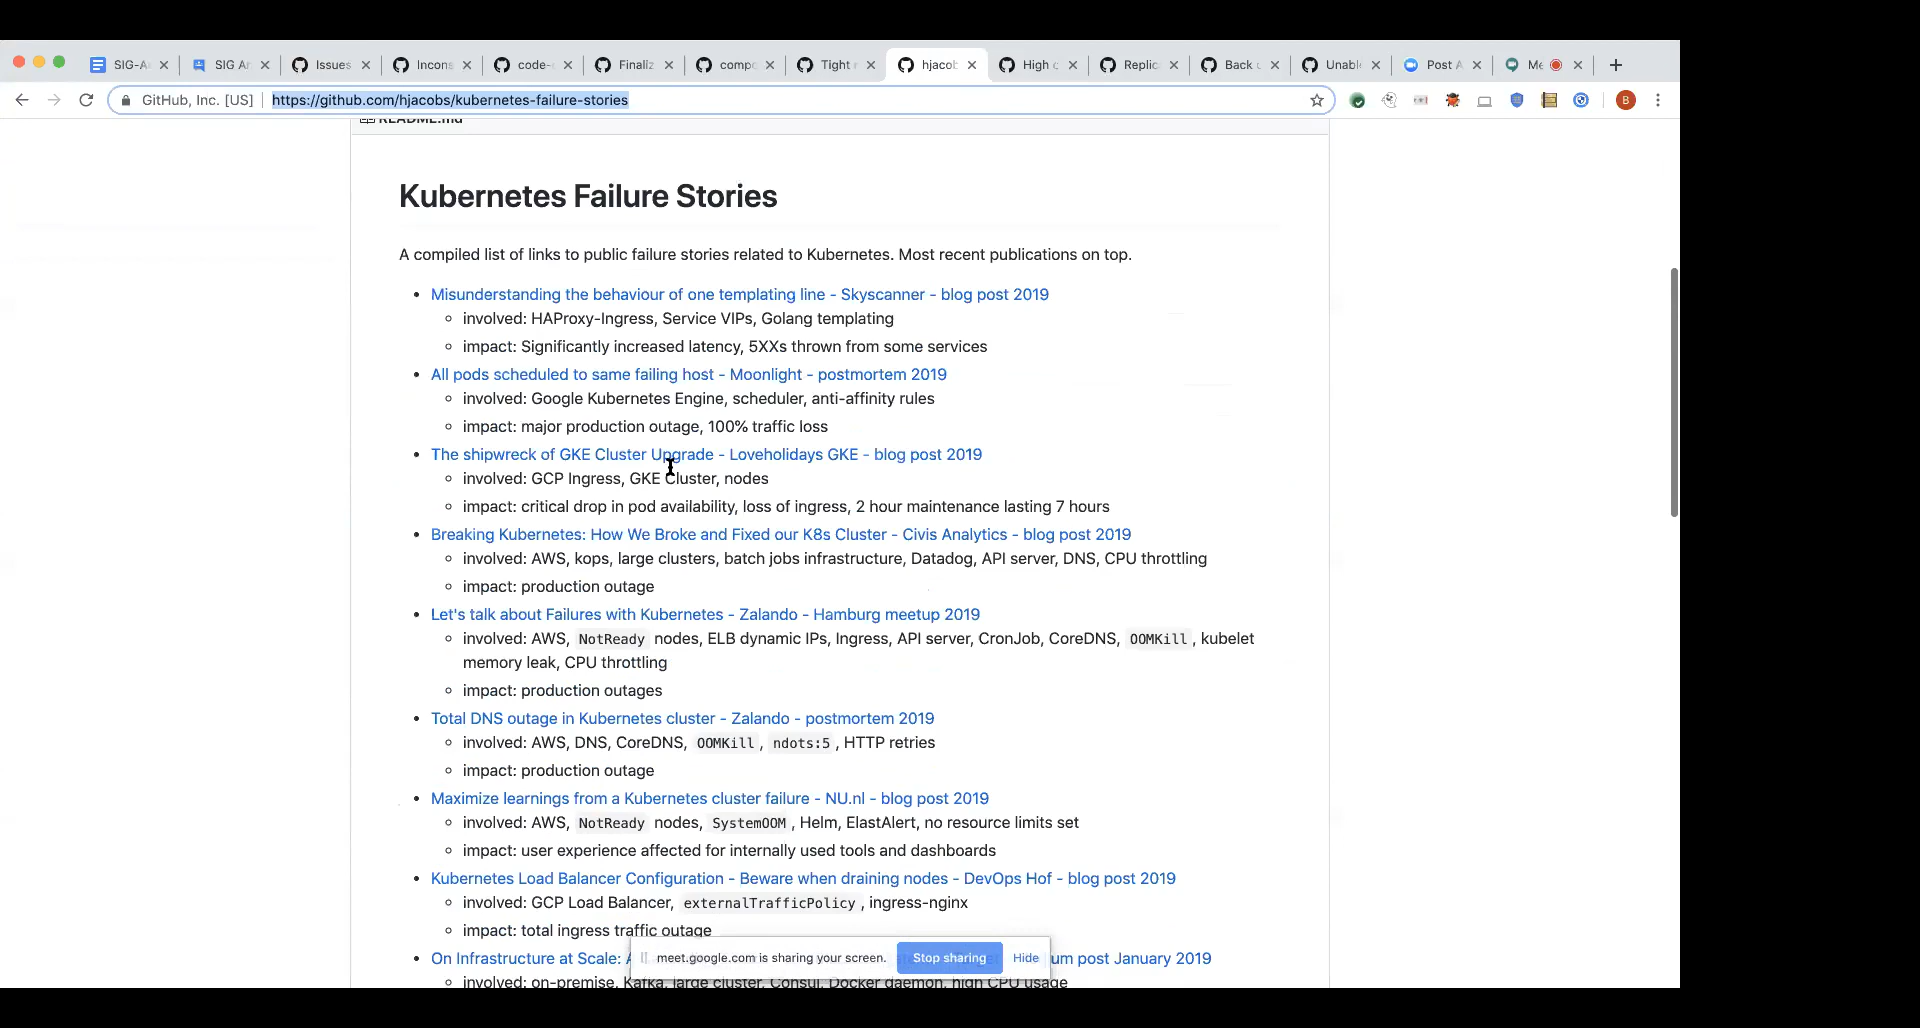 SIG-A
SIG Ar
Issues
Incons
code-
Finaliz
compo
Tight r
hjacob
High c
Replic
Back
Unabl
Post A
Me
GitHub, Inc. [US]
https://github.com/hjacobs/kubernetes-failure-stories
B
README.md
Kubernetes Failure Stories
A compiled list of links to public failure stories related to Kubernetes. Most recent publications on top.
Misunderstanding the behaviour of one templating line - Skyscanner - blog post 2019
involved: HAProxy-Ingress, Service VIPs, Golang templating
impact: Significantly increased latency, 5XXs thrown from some services
All pods scheduled to same failing host - Moonlight - postmortem 2019
involved: Google Kubernetes Engine, scheduler, anti-affinity rules
impact: major production outage, 100% traffic loss
The shipwreck of GKE Cluster Upgrade - Loveholidays GKE - blog post 2019
involved: GCP Ingress, GKE Cluster, nodes
impact: critical drop in pod availability, loss of ingress, 2 hour maintenance lasting 7 hours
Breaking Kubernetes: How We Broke and Fixed our K8s Cluster - Civis Analytics - blog post 2019
involved: AWS, kops, large clusters, batch jobs infrastructure, Datadog, API server, DNS, CPU throttling
impact: production outage
Let's talk about Failures with Kubernetes - Zalando - Hamburg meetup 2019
involved: AWS, NotReady nodes, ELB dynamic IPs, Ingress, API server, CronJob, CoreDNS, OOMKill, kubelet
memory leak, CPU throttling
impact: production outages
Total DNS outage in Kubernetes cluster - Zalando - postmortem 2019
involved: AWS, DNS, CoreDNS, OOMKill, ndots:5, HTTP retries
impact: production outage
Maximize learnings from a Kubernetes cluster failure - NU.nl - blog post 2019
involved: AWS, NotReady nodes, SystemOOM, Helm, ElastAlert, no resource limits set
impact: user experience affected for internally used tools and dashboards
Kubernetes Load Balancer Configuration - Beware when draining nodes - DevOps Hof - blog post 2019
involved: GCP Load Balancer, externalTrafficPolicy, ingress-nginx
impact: total ingress traffic outage
On Infrastructure at Scale: A
um post January 2019
meet.google.com is sharing your screen.
Stop sharing
Hide
involved: on-premise, Kafka, large cluster, Consul, Docker daemon, high CPU usage